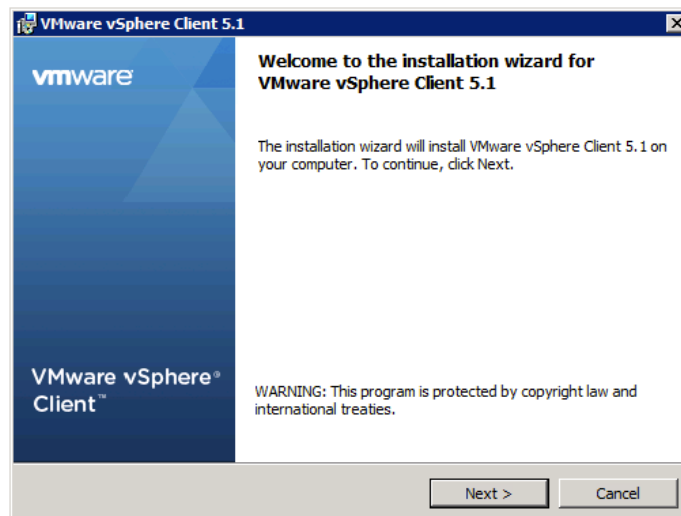 VMware vSphere Client 5.1
vmware
Welcome to the installation wizard for
VMware vSphere Client 5.1
The installation wizard will install VMware vSphere Client 5.1 on
your computer. To continue, click Next.
VMware vSphere®
Client™
WARNING: This program is protected by copyright law and
international treaties.
Next >
Cancel